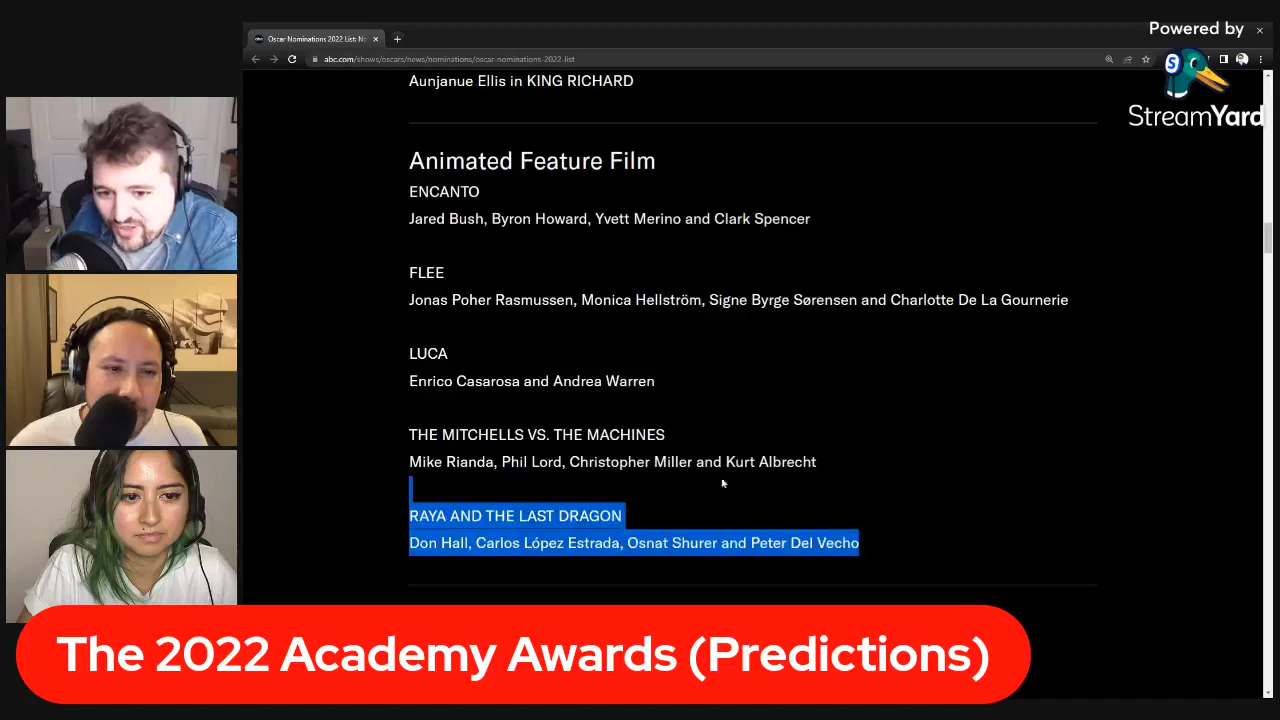 Powered by
StreamYard
Oscar Nominations 2022 List: N
abc.com/shows/oscars/news/nominations/oscar-nominations-2022-list
Aunjanue Ellis in KING RICHARD
Animated Feature Film
ENCANTO
Jared Bush, Byron Howard, Yvett Merino and Clark Spencer
FLEE
Jonas Poher Rasmussen, Monica Hellström, Signe Byrge Sørensen and Charlotte De La Gournerie
LUCA
Enrico Casarosa and Andrea Warren
THE MITCHELLS VS. THE MACHINES
Mike Rianda, Phil Lord, Christopher Miller and Kurt Albrecht
RAYA AND THE LAST DRAGON
Don Hall, Carlos López Estrada, Osnat Shurer and Peter Del Vecho
The 2022 Academy Awards (Predictions)